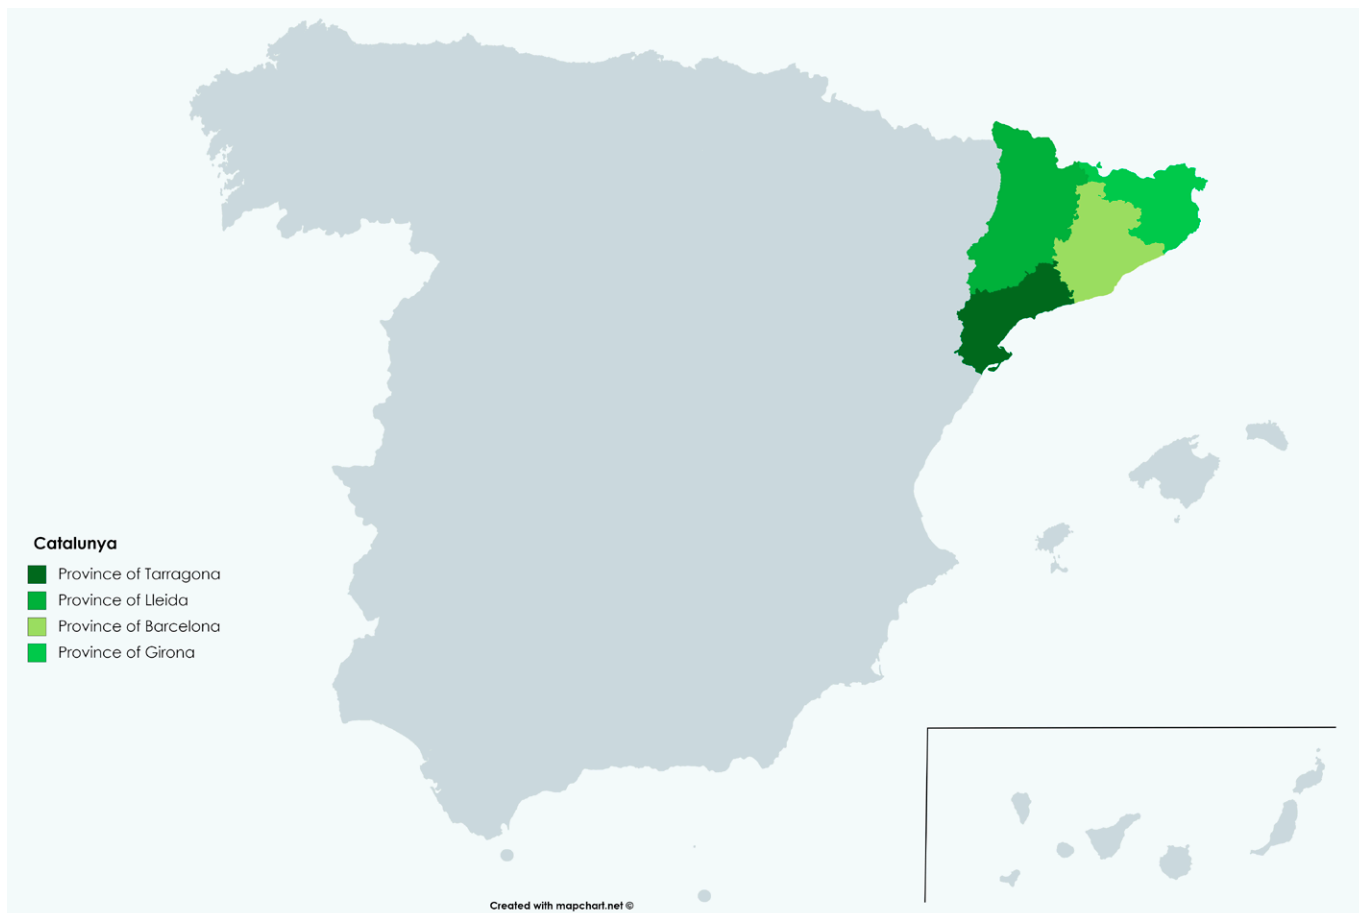 Catalunya
Province of Tarragona
Province of Lleida
Province of Barcelona
Province of Girona
Created with mapchart.net ©